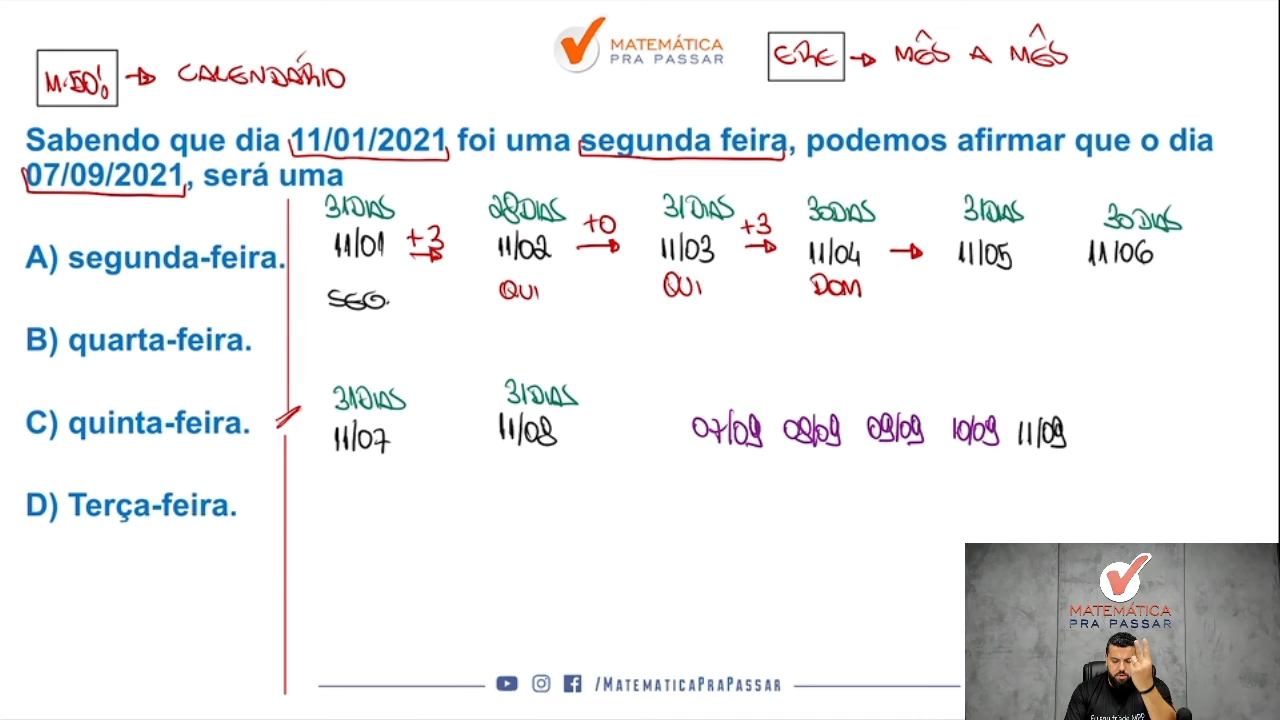 MATEMÁTICA
PRA PASSAR
M.50! → CALENDÁRIO
ERE → MÊS A MÊS
Sabendo que dia 11/01/2021 foi uma segunda feira, podemos afirmar que o dia
07/09/2021, será uma
31 DIAS 28 DIAS 31 DIAS 30 DIAS 31 DIAS 30 DIAS
11/01 +3 → 11/02 +0 → 11/03 +3 → 11/04 → 11/05 11/06
SEG. QUI QUI DOM
A) segunda-feira.
B) quarta-feira.
31 DIAS 31 DIAS
11/07 11/08 07/09 08/09 09/09 10/09 11/09
C) quinta-feira.
D) Terça-feira.
MATEMÁTICA
PRA PASSAR
/MATEMATICAPRAPASSAR